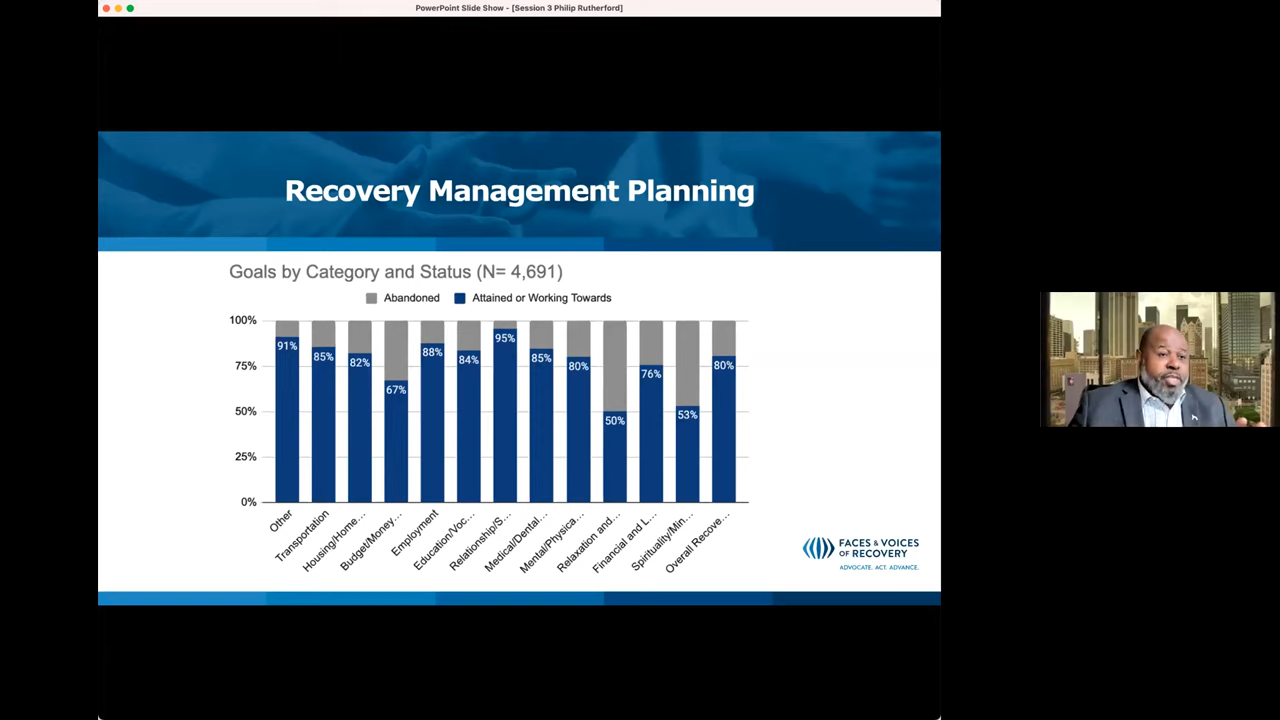 PowerPoint Slide Show - [Session 3 Philip Rutherford]
Recovery Management Planning
Goals by Category and Status (N= 4,691)
Abandoned
Attained or Working Towards
100%
75%
50%
25%
0%
91%
85%
82%
67%
88%
84%
95%
85%
80%
50%
76%
53%
80%
Other
Transportation
Housing/Home...
Budget/Money...
Employment
Education/Voc...
Relationship/S...
Medical/Dental...
Mental/Physica...
Relaxation and...
Financial and L...
Spirituality/Min...
Overall Recove...
FACES & VOICES
OF RECOVERY
ADVOCATE. ACT. ADVANCE.